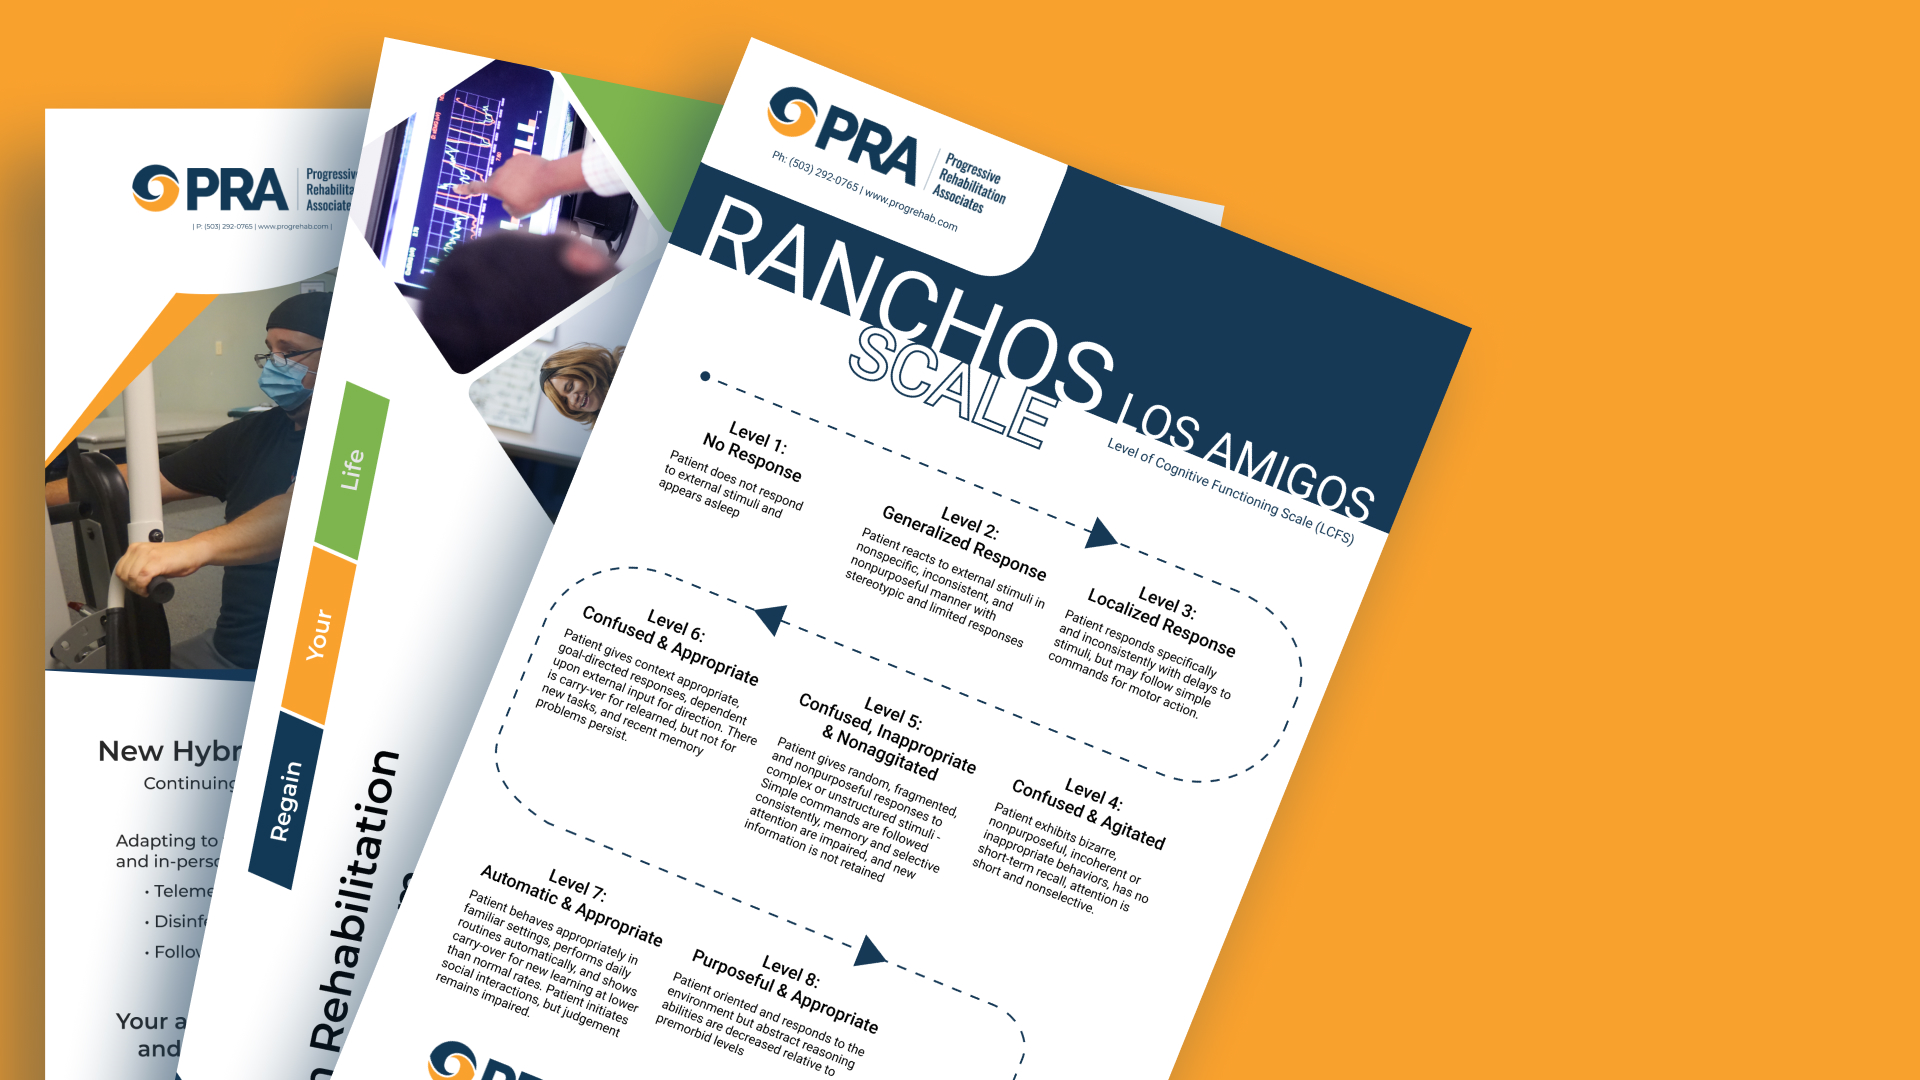 PRA
Progressive
Rehabilitation
| P: (503) 292-0765 | www.progrehab.com |
New
Continuing
Adapting to
and in-person
Your
and
Life
Your
Regain
Rehabilitation
PRA
Progressive
Rehabilitation
Associates
Ph: (503) 292-0765 | www.progrehab.com
RANCHOS
LOS AMIGOS
SCALE
Level of Cognitive Functioning Scale (LCFS)
Level 1:
No Response
Patient does not respond
to external stimuli and
appears asleep
Level 2:
Generalized Response
Patient reacts to external stimuli in
nonspecific, inconsistent, and
nonpurposeful manner with
stereotypic and limited responses
Level 3:
Localized Response
Patient responds specifically
and inconsistently with delays to
stimuli, but may follow simple
commands for motor action.
Level 4:
Confused & Agitated
Patient exhibits bizarre,
nonpurposeful, incoherent or
inappropriate behaviors, has no
short-term recall, attention is
short and nonselective.
Level 5:
Confused, Inappropriate
& Nonaggitated
Patient gives random, fragmented,
and nonpurposeful responses to
complex or unstructured stimuli -
Simple commands are followed
consistently, memory and selective
attention are impaired, and new
information is not retained
Level 6:
Confused & Appropriate
Patient gives context appropriate,
goal-directed responses, dependent
upon external input for direction. There
is carry-ver for relearned, but not for
new tasks, and recent memory
problems persist.
Level 7:
Automatic & Appropriate
Patient behaves appropriately in
familiar settings, performs daily
routines automatically, and shows
carry-over for new learning at lower
than normal rates. Patient initiates
social interactions, but judgement
remains impaired.
Level 8:
Purposeful & Appropriate
Patient oriented and responds to the
environment but abstract reasoning
abilities are decreased relative to
premorbid levels